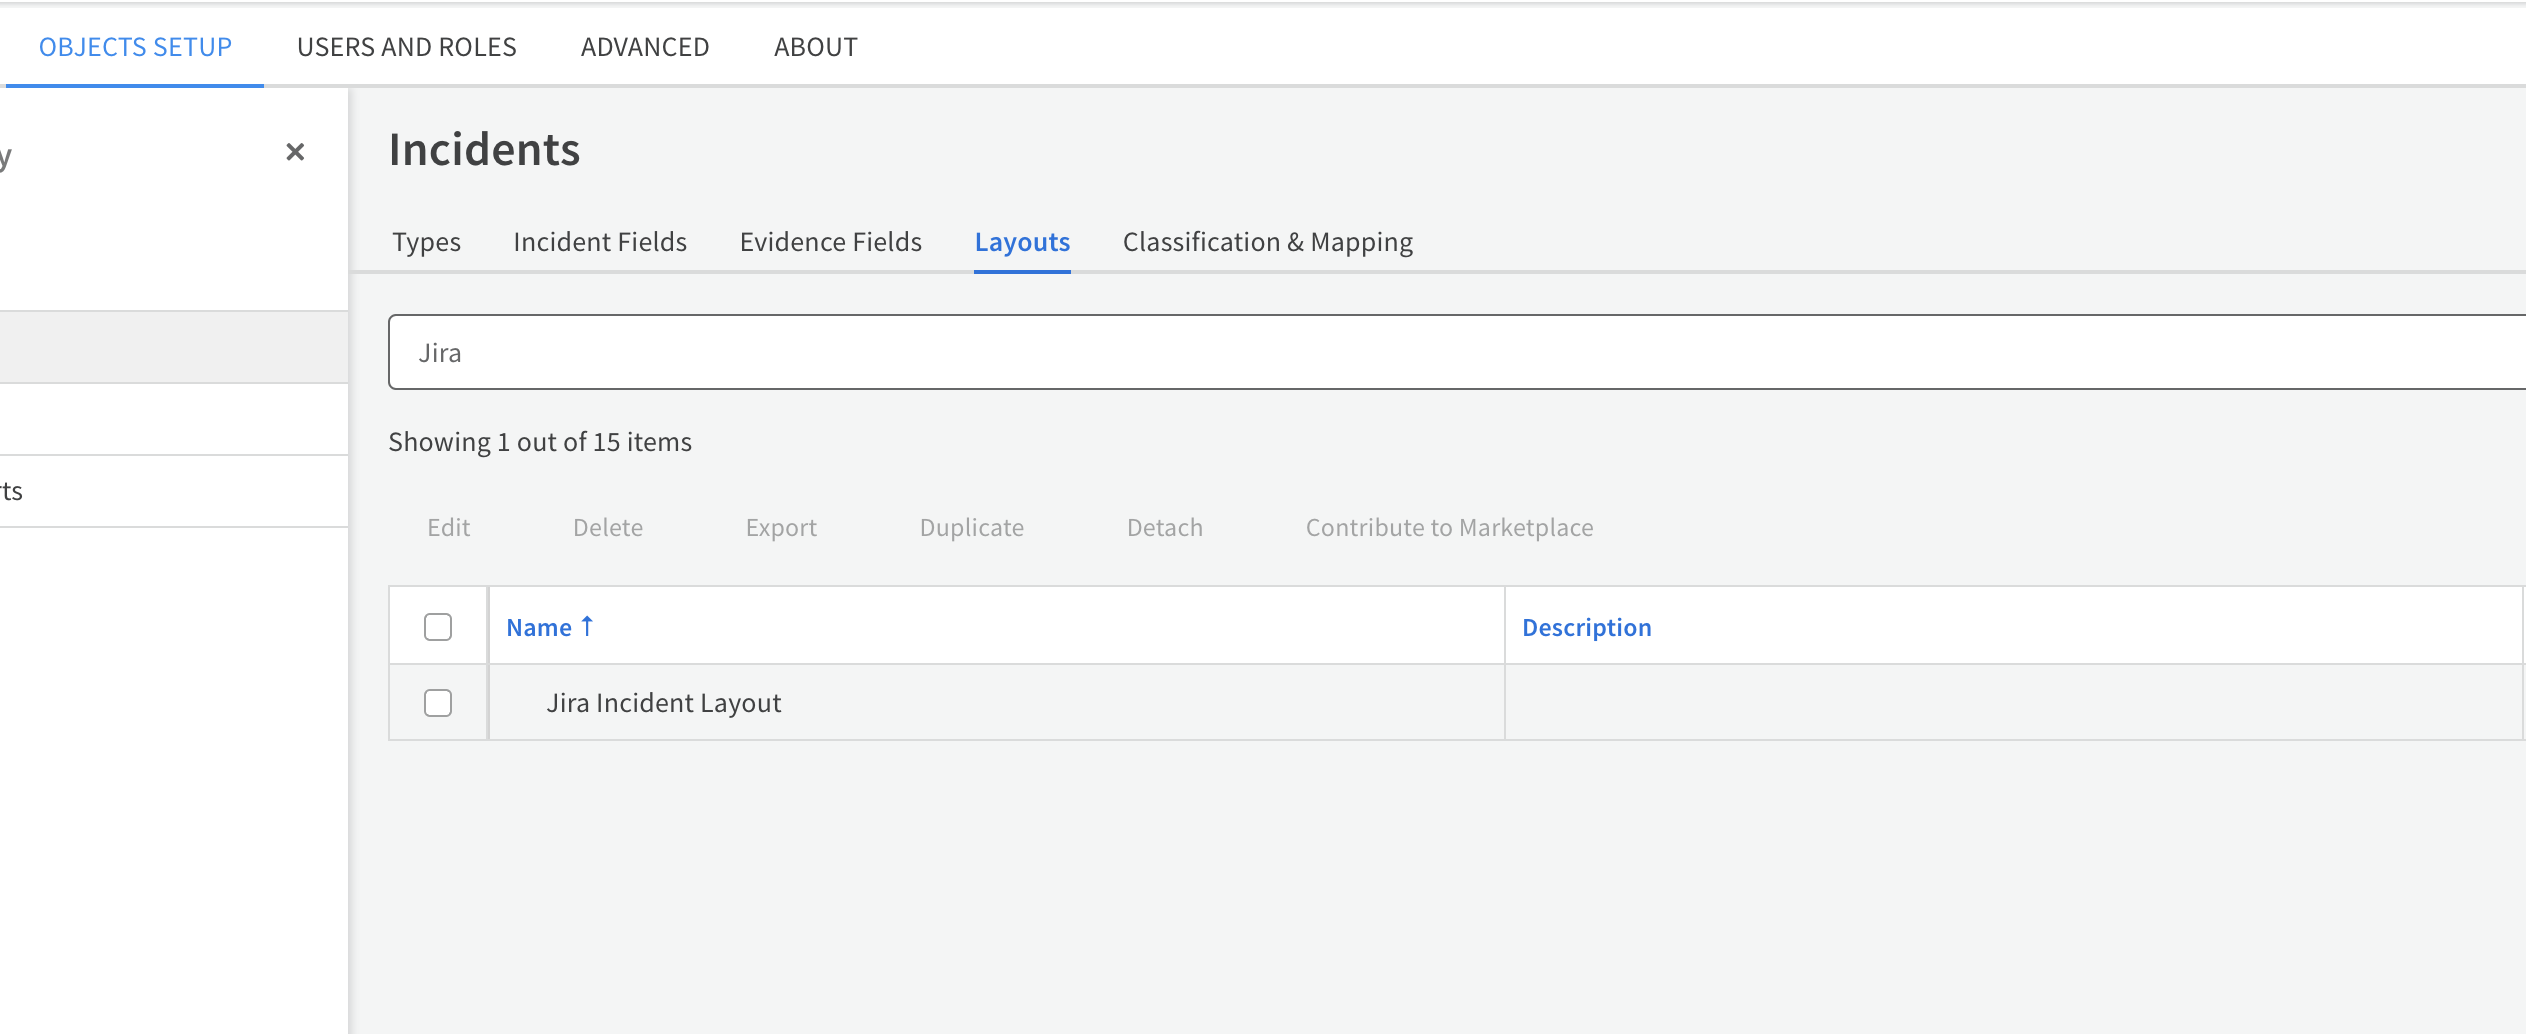 OBJECTS SETUP USERS AND ROLES ADVANCED ABOUT
Incidents
Types Incident Fields Evidence Fields Layouts Classification & Mapping
Jira
Showing 1 out of 15 items
Edit Delete Export Duplicate Detach Contribute to Marketplace
Name ↑ Description
Jira Incident Layout